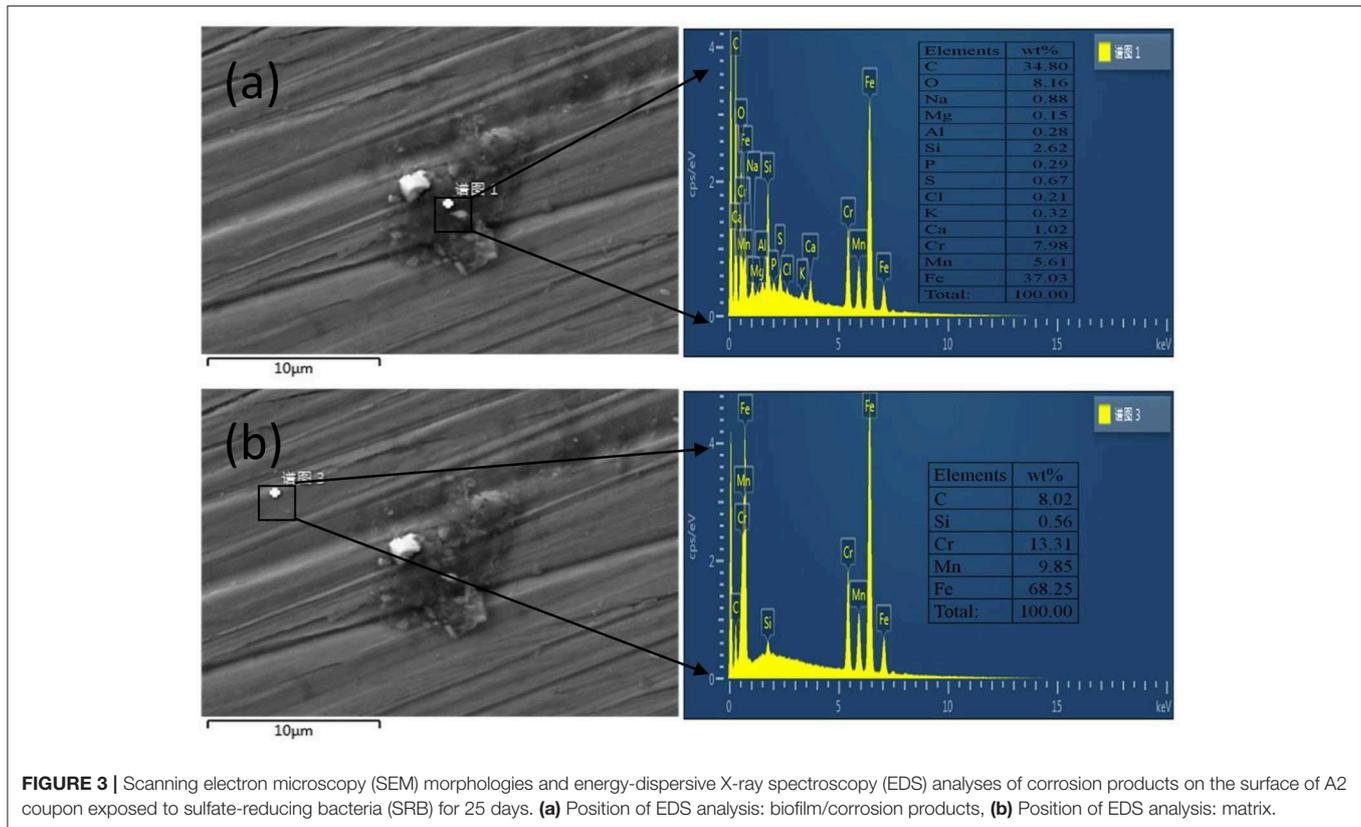 (a)
谱图 1
10μm
4
2
0
cps/eV
C
O
Fe
Na
Si
Cr
Ca
Mn
Al
S
Mg
P
Cl
K
Ca
Cr
Mn
Fe
Fe
0 5 10 15 keV
谱图 1
Elements wt%
C 34.80
O 8.16
Na 0.88
Mg 0.15
Al 0.28
Si 2.62
P 0.29
S 0.67
Cl 0.21
K 0.32
Ca 1.02
Cr 7.98
Mn 5.61
Fe 37.03
Total: 100.00
(b)
谱图 3
10μm
4
2
0
cps/eV
Fe
Mn
Cr
C
Si
Cr
Mn
Fe
Fe
0 5 10 15 keV
谱图 3
Elements wt%
C 8.02
Si 0.56
Cr 13.31
Mn 9.85
Fe 68.25
Total: 100.00
FIGURE 3 | Scanning electron microscopy (SEM) morphologies and energy-dispersive X-ray spectroscopy (EDS) analyses of corrosion products on the surface of A2
coupon exposed to sulfate-reducing bacteria (SRB) for 25 days. (a) Position of EDS analysis: biofilm/corrosion products, (b) Position of EDS analysis: matrix.